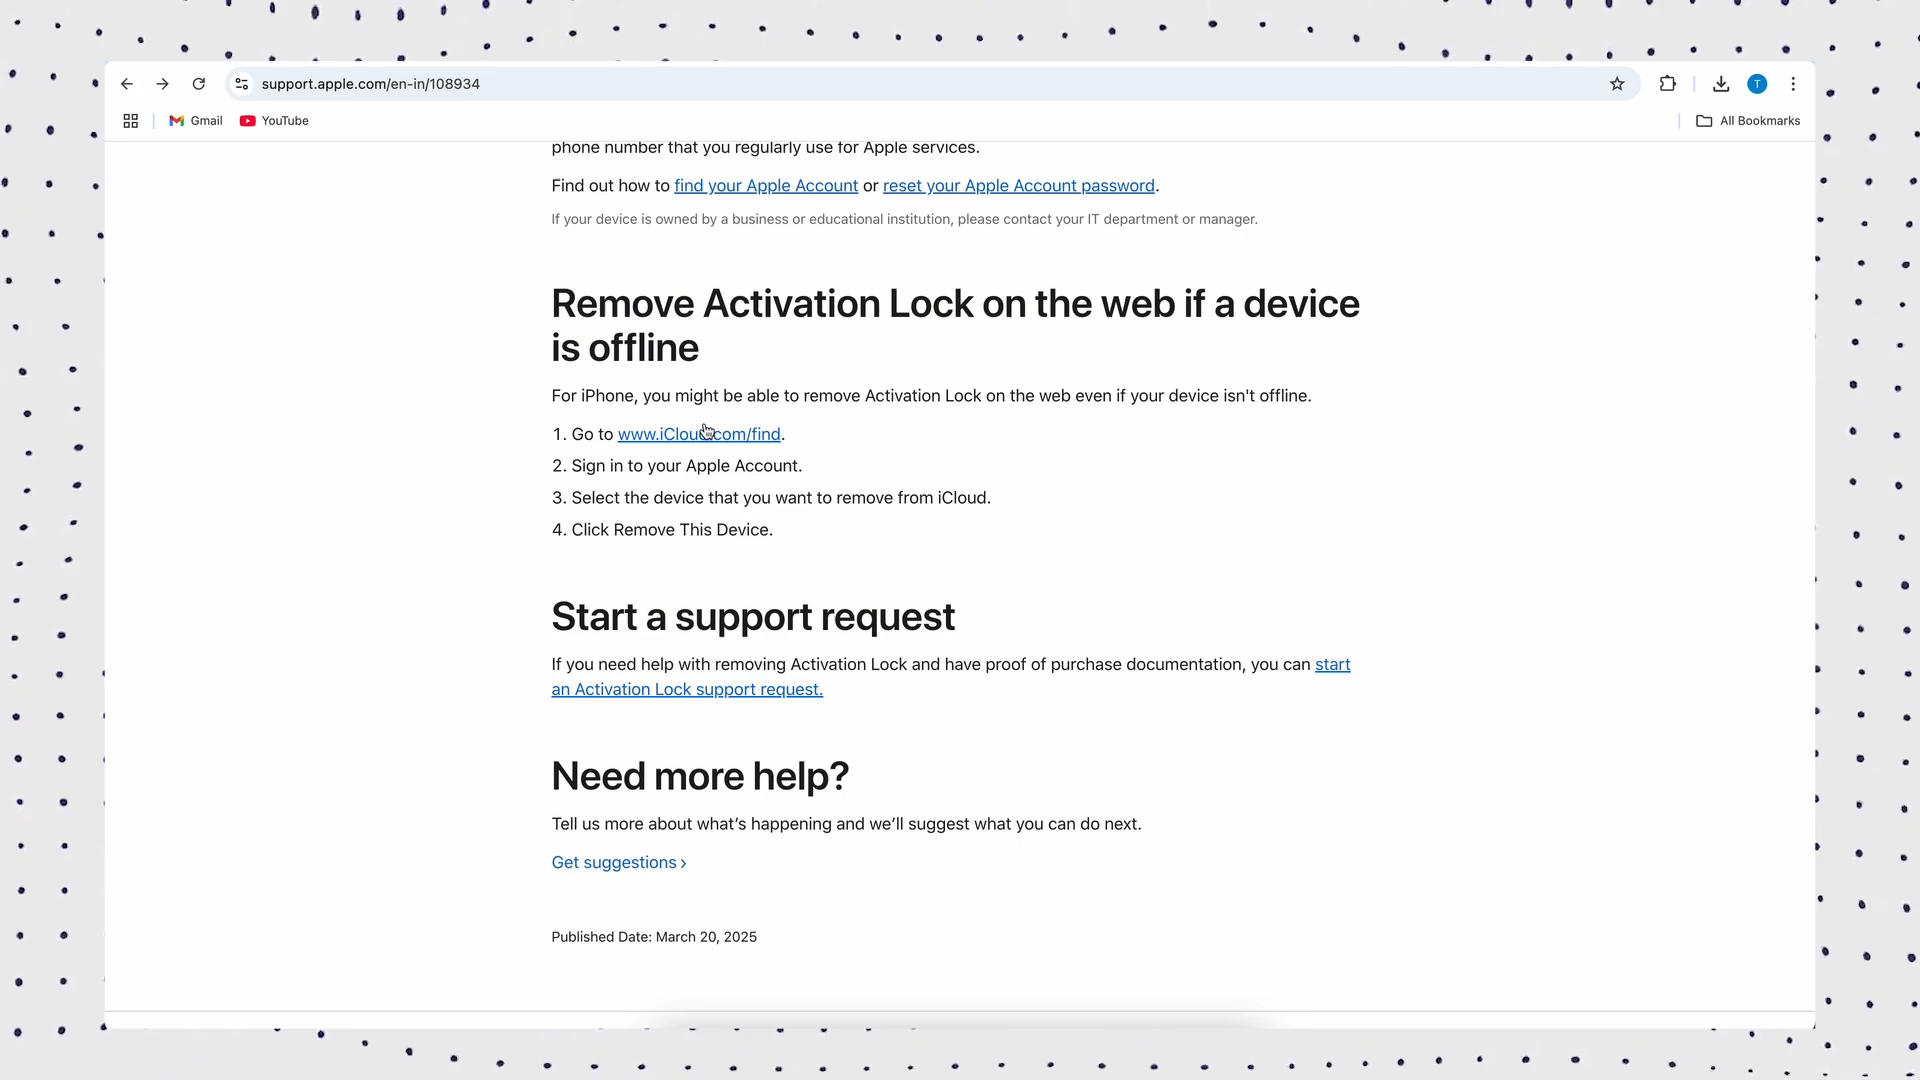 support.apple.com/en-in/108934
T
Gmail
YouTube
All Bookmarks
phone number that you regularly use for Apple services.
Find out how to find your Apple Account or reset your Apple Account password.
If your device is owned by a business or educational institution, please contact your IT department or manager.
Remove Activation Lock on the web if a device
is offline
For iPhone, you might be able to remove Activation Lock on the web even if your device isn't offline.
1. Go to www.iCloud.com/find.
2. Sign in to your Apple Account.
3. Select the device that you want to remove from iCloud.
4. Click Remove This Device.
Start a support request
If you need help with removing Activation Lock and have proof of purchase documentation, you can start
an Activation Lock support request.
Need more help?
Tell us more about what’s happening and we’ll suggest what you can do next.
Get suggestions ›
Published Date: March 20, 2025